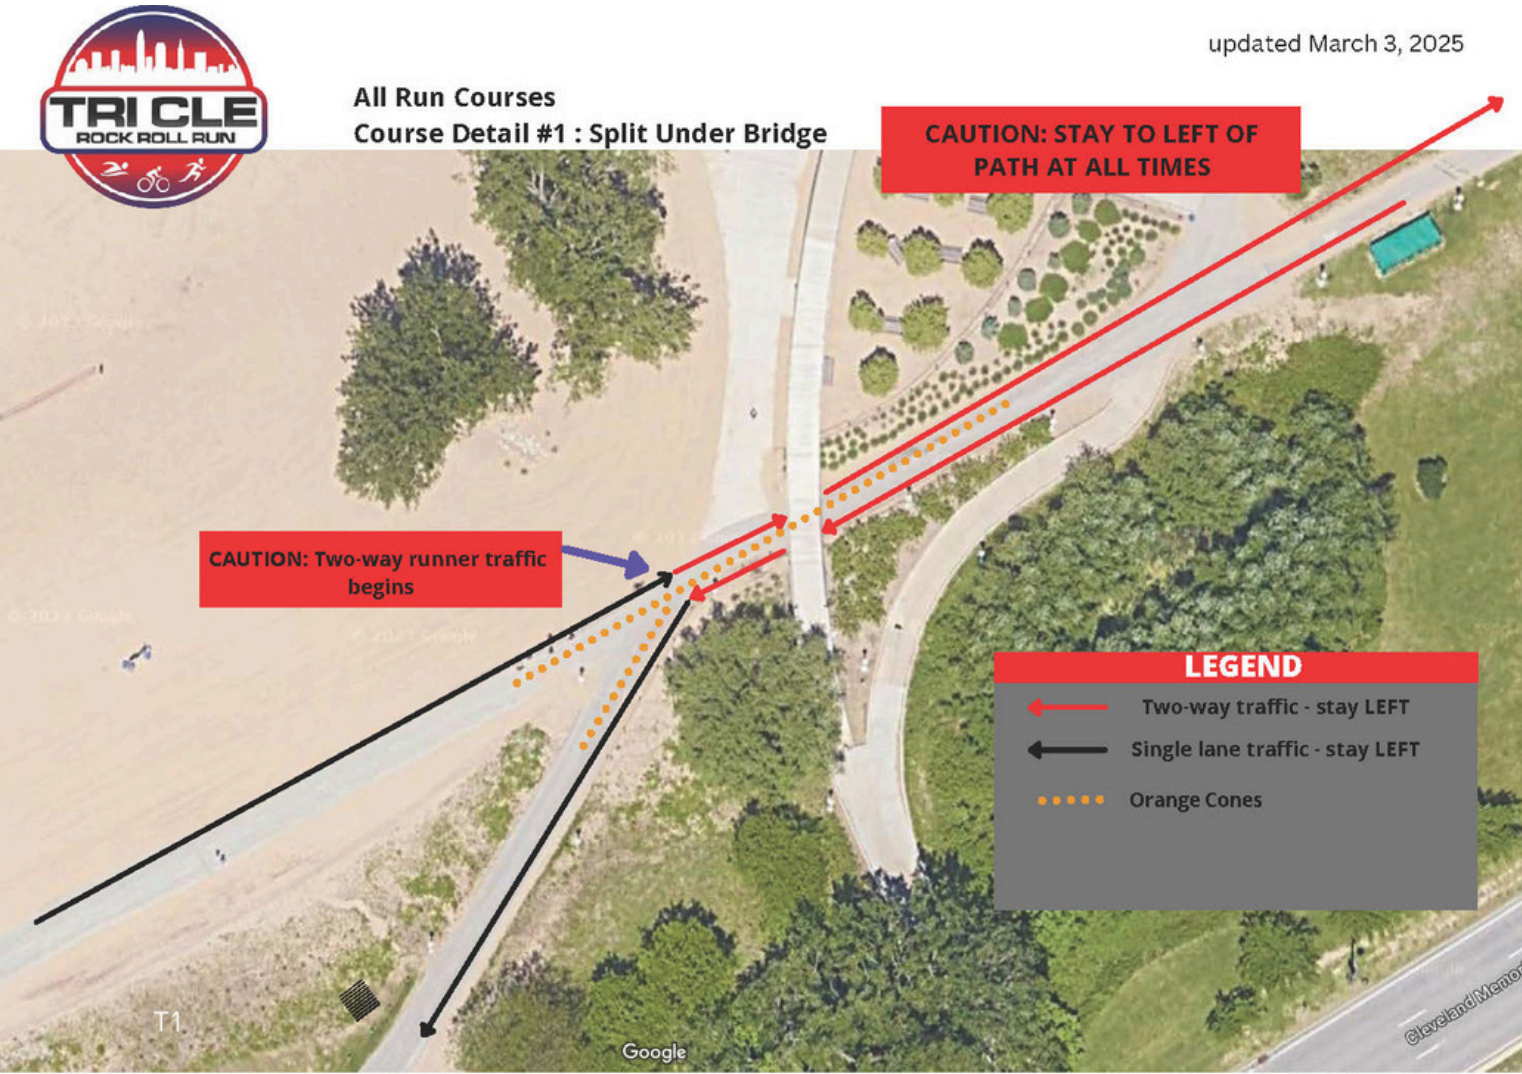 updated March 3, 2025
TRI CLE
ROCK ROLL RUN
All Run Courses
Course Detail #1 : Split Under Bridge
CAUTION: STAY TO LEFT OF
PATH AT ALL TIMES
CAUTION: Two-way runner traffic
begins
LEGEND
Two-way traffic - stay LEFT
Single lane traffic - stay LEFT
Orange Cones
T1
Google
Cleveland Memor